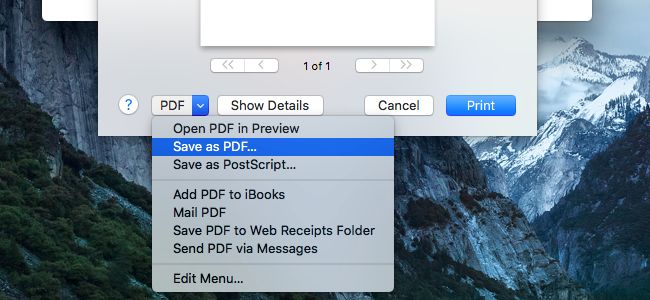 << < 1 of 1 > >>
? PDF Show Details Cancel Print
Open PDF in Preview
Save as PDF...
Save as PostScript...
Add PDF to iBooks
Mail PDF
Save PDF to Web Receipts Folder
Send PDF via Messages
Edit Menu...